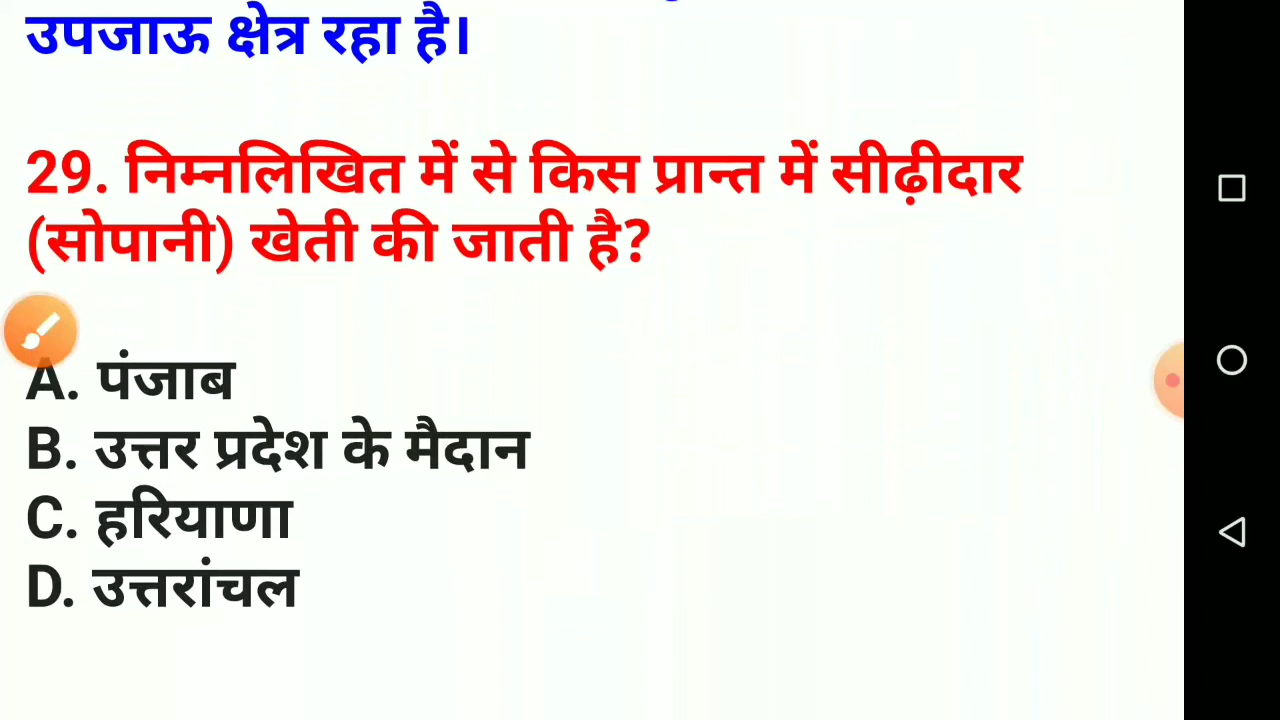 उपजाऊ क्षेत्र रहा है।
29. निम्नलिखित में से किस प्रान्त में सीढ़ीदार
(सोपानी) खेती की जाती है?
A. पंजाब
B. उत्तर प्रदेश के मैदान
C. हरियाणा
D. उत्तरांचल